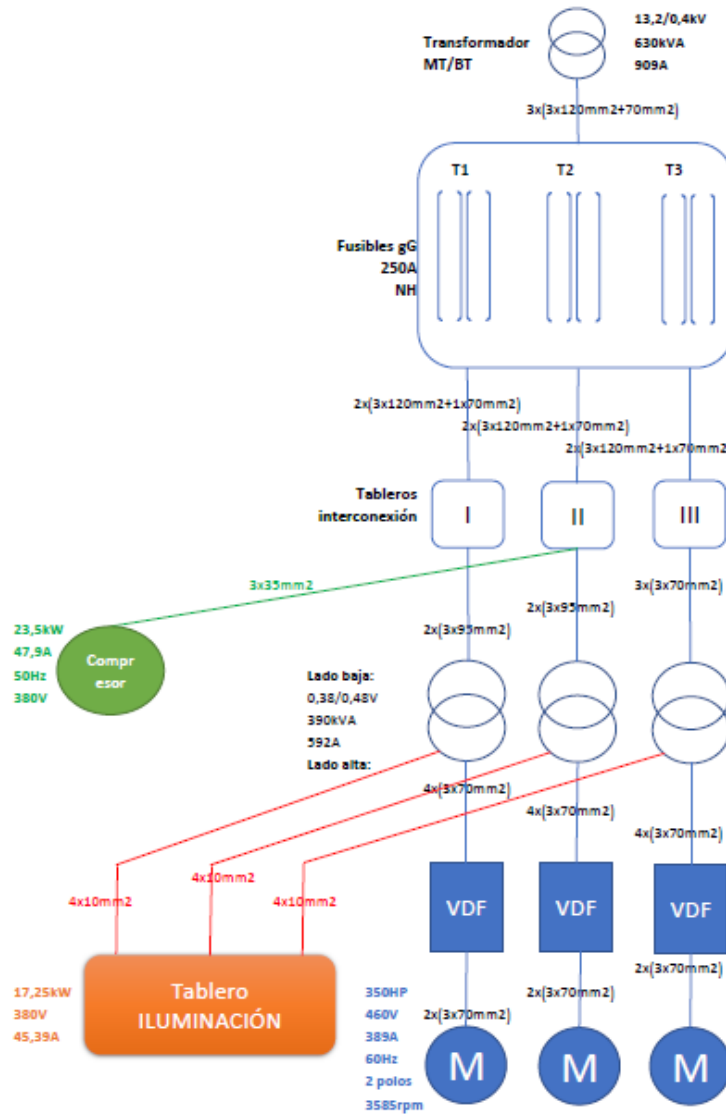 Transformador
MT/BT
13,2/0,4kV
630kVA
909A
3x(3x120mm2+70mm2)
T1
T2
T3
Fusibles gG
250A
NH
2x(3x120mm2+1x70mm2)
2x(3x120mm2+1x70mm2)
2x(3x120mm2+1x70mm2
Tableros
interconexión
I
II
III
3x35mm2
2x(3x95mm2)
2x(3x95mm2)
3x(3x70mm2)
23,5kW
47,9A
50Hz
380V
Compr
esor
Lado baja:
0,38/0,48V
390kVA
592A
Lado alta:
4x(3x70mm2)
4x(3x70mm2)
4x(3x70mm2)
4x10mm2
4x10mm2
4x10mm2
VDF
VDF
VDF
17,25kW
380V
45,39A
Tablero
ILUMINACIÓN
350HP
460V
389A
60Hz
2 polos
3585rpm
2x(3x70mm2)
2x(3x70mm2)
2x(3x70mm2)
M
M
M